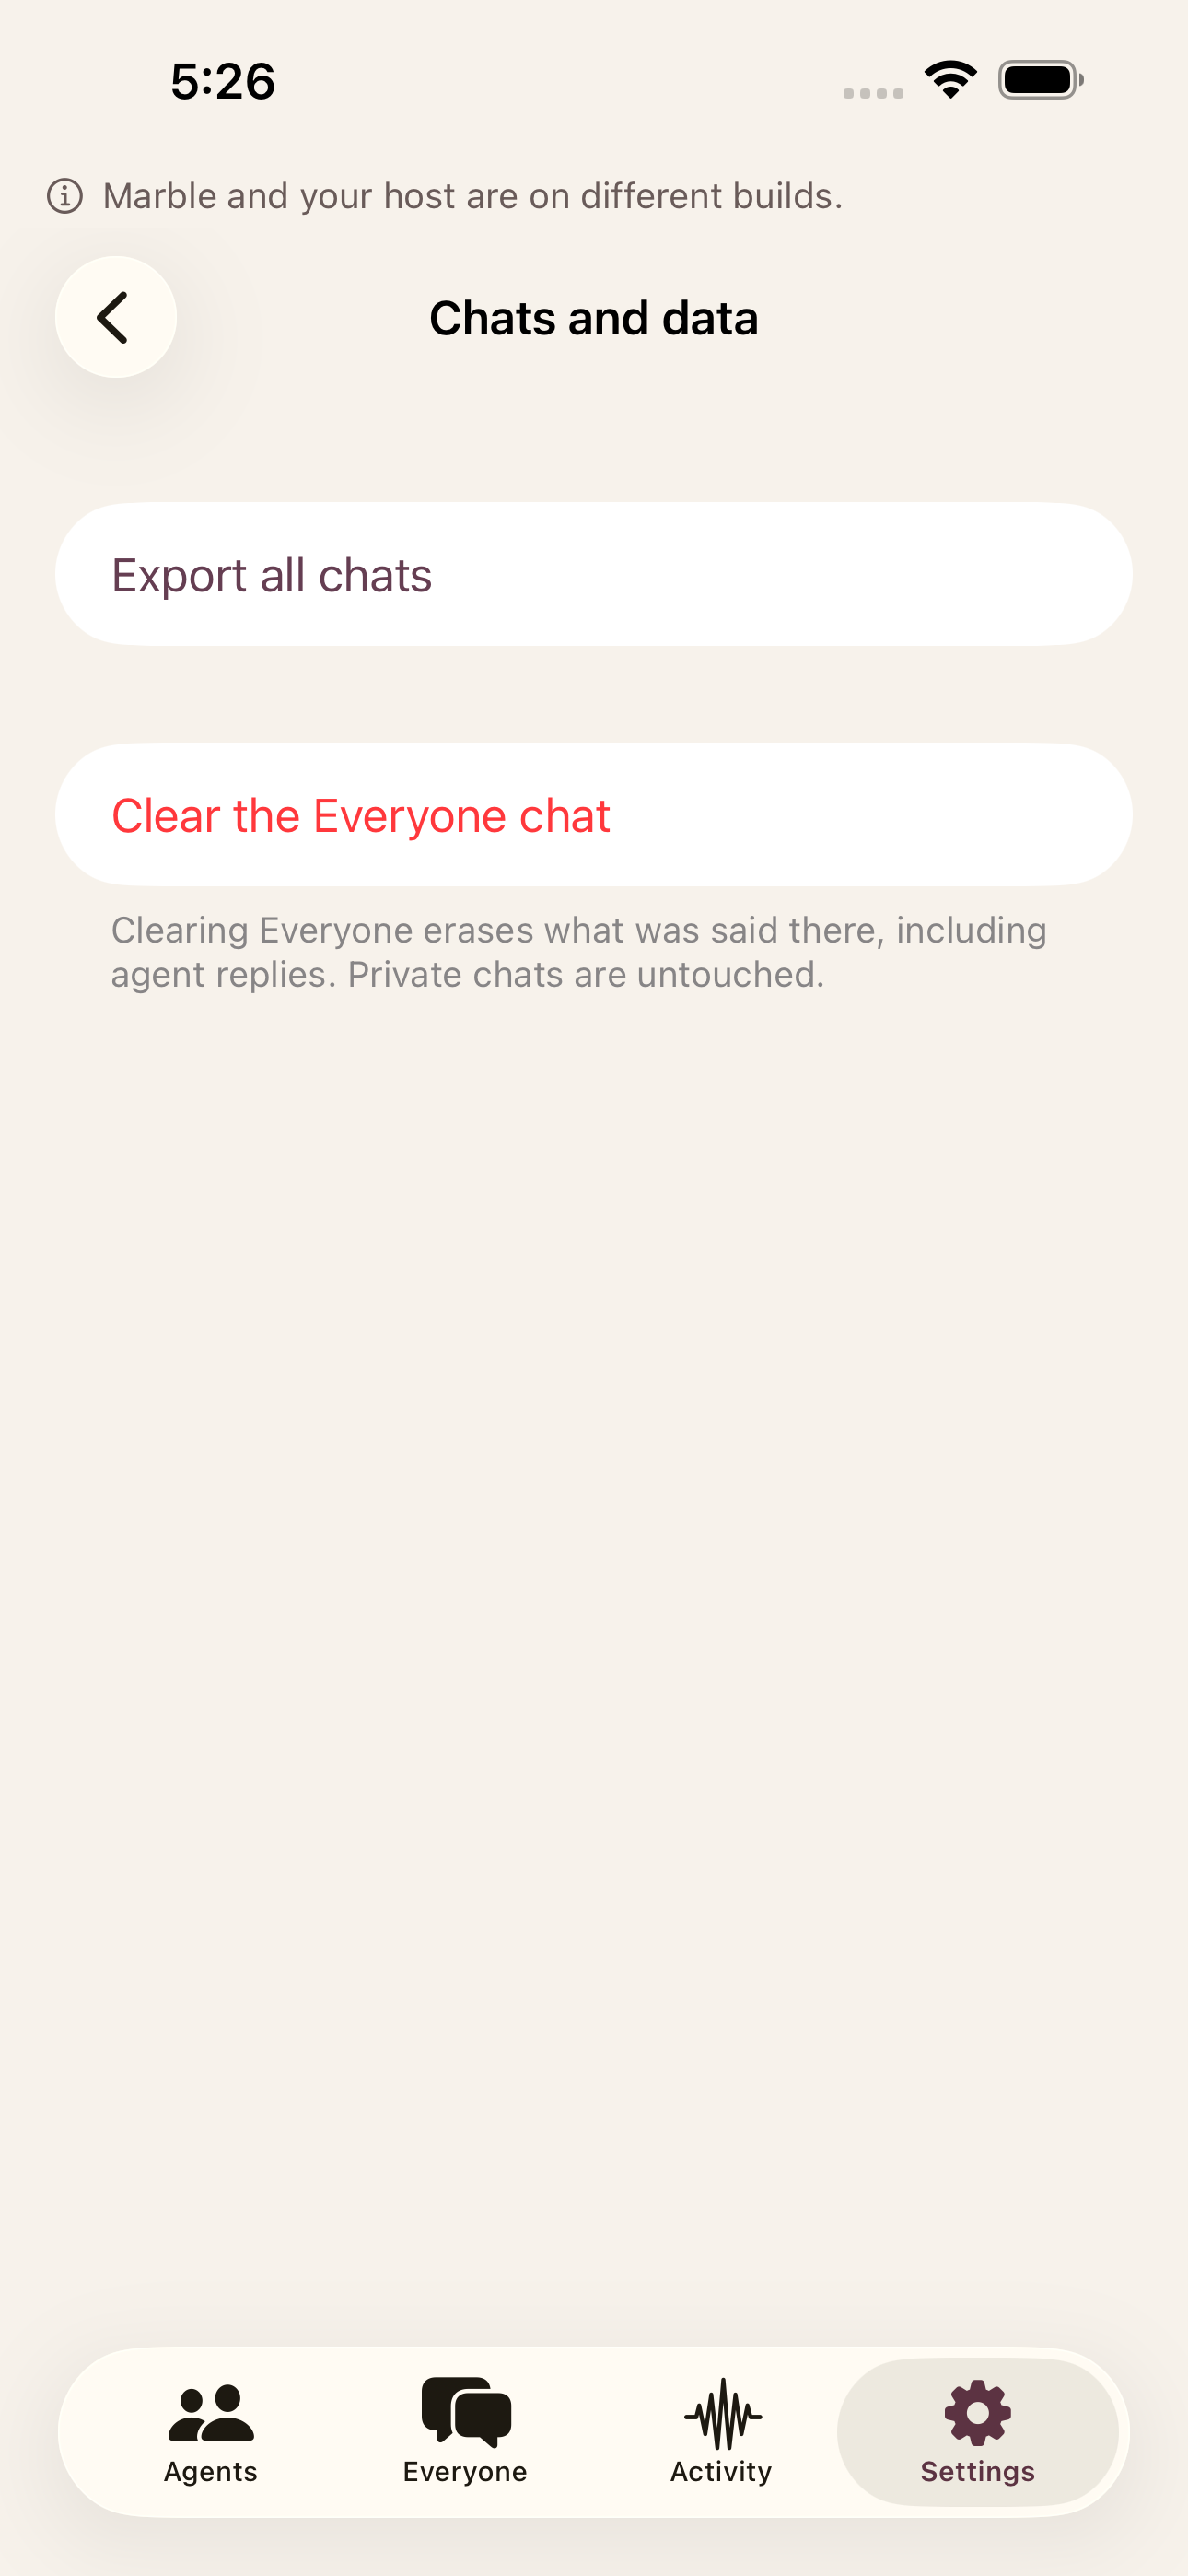 5:26
Marble and your host are on different builds.
Chats and data
Export all chats
Clear the Everyone chat
Clearing Everyone erases what was said there, including
agent replies. Private chats are untouched.
Agents
Everyone
Activity
Settings